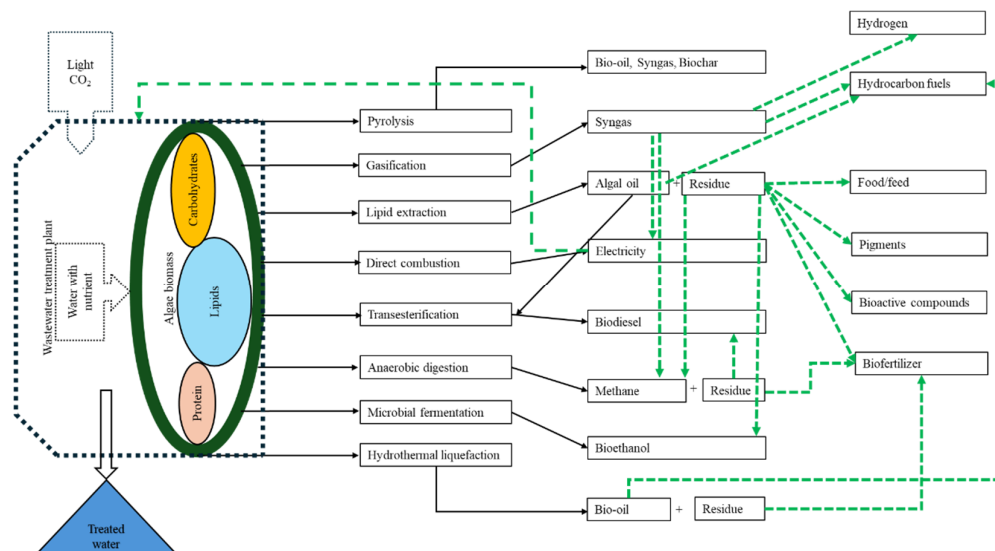 Light
CO₂
Wastewater treatment plant
Water with
nutrient
Algae biomass
Carbohydrates
Lipids
Protein
Treated
water
Pyrolysis
Gasification
Lipid extraction
Direct combustion
Transesterification
Anaerobic digestion
Microbial fermentation
Hydrothermal liquefaction
Bio-oil, Syngas, Biochar
Syngas
Algal oil + Residue
Electricity
Biodiesel
Methane + Residue
Bioethanol
Bio-oil + Residue
Hydrogen
Hydrocarbon fuels
Food/feed
Pigments
Bioactive compounds
Biofertilizer